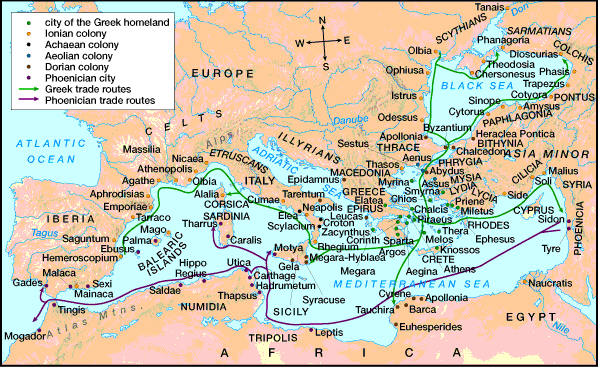 city of the Greek homeland
Ionian colony
Achaean colony
Aeolian colony
Dorian colony
Phoenician city
Greek trade routes
Phoenician trade routes
N
W
E
S
Tanais
Don
SCYTHIANS
SARMATIANS
Olbia
Phanagoria
Dioscurias
COLCHIS
Theodosia
Ophiusa
Chersonesus
Phasis
EUROPE
BLACK SEA
Trapezus
Istrus
Sinope
Cotyora
PONTUS
Cytorus
Amysus
Danube
Odessus
PAPHLAGONIA
CELTS
Byzantium
Heraclea Pontica
Alps
ILLYRIANS
Apollonia
BITHYNIA
ATLANTIC
OCEAN
Massilia
Sestus
THRACE
Chalcedon
ASIA MINOR
Nicaea
ETRUSCANS
ADRIATIC
SEA
Thasos
Aenus
PHRYGIA
Athenopolis
MACEDONIA
Abydus
CILICIA
Agathe
Olbia
ITALY
Epidamnus
Myrina
Assus
MYSIA
Malius
Aphrodisias
Alalia
Cumae
Tarentum
GREECE
Smyrna
LYDIA
Soli
SYRIA
IBERIA
Emporiae
CORSICA
Neapolis
Elatea
Chios
LYCIA
Side
Tarraco
SARDINIA
Elea
Leucas
EPIRUS
Chalcis
Priene
CYPRUS
Tagus
Mago
Tharrus
Scylacium
Croton
Piraeus
Miletus
Sidon
PHOENICIA
Saguntum
Palma
Zacynthus
RHODES
Ebusus
BALEARIC
ISLANDS
Caralis
Motya
Rhegium
Corinth
Sparta
Thera
Ephesus
Tyre
Hemeroscopium
Megara-Hyblaea
Argos
Melos
Knossos
Malaca
Hippo
Regius
Utica
Gela
Megara
CRETE
Gades
Sexi
Carthage
Aegina
Athens
Mainaca
Saldae
Hadrumetum
MEDITERRANEAN SEA
Naucratis
Tingis
Thapsus
Syracuse
Cyrene
Apollonia
Atlas Mtns.
NUMIDIA
SICILY
Tauchira
Barca
Mogador
Leptis
Euhesperides
EGYPT
TRIPOLIS
Nile
AFRICA